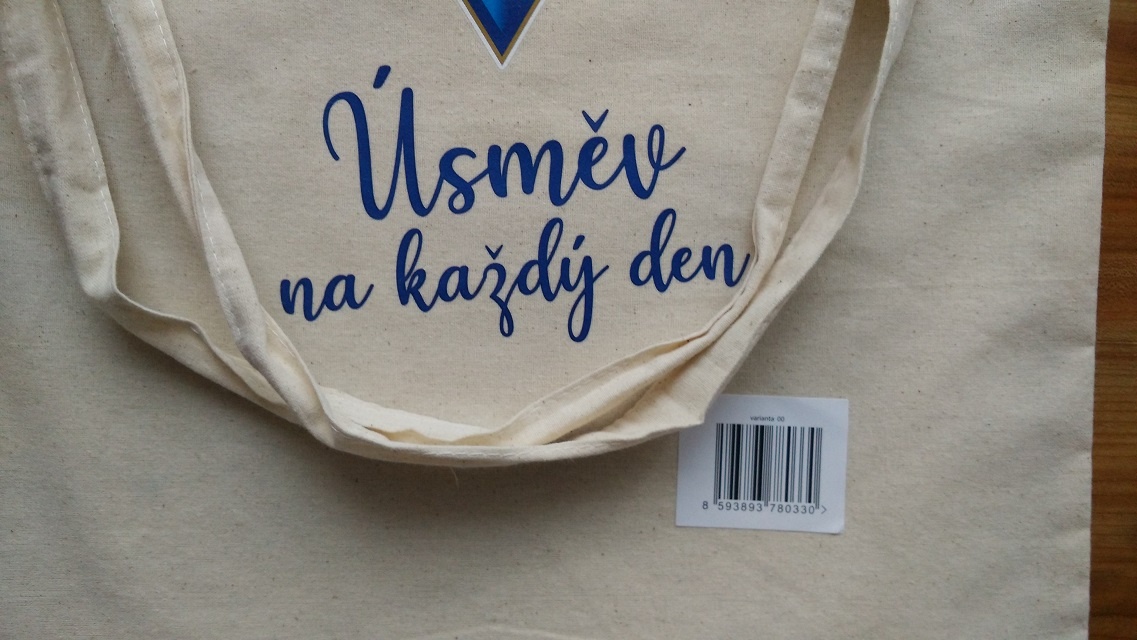 Úsměv
na každý den
varianta 00
8 593893 780330 >